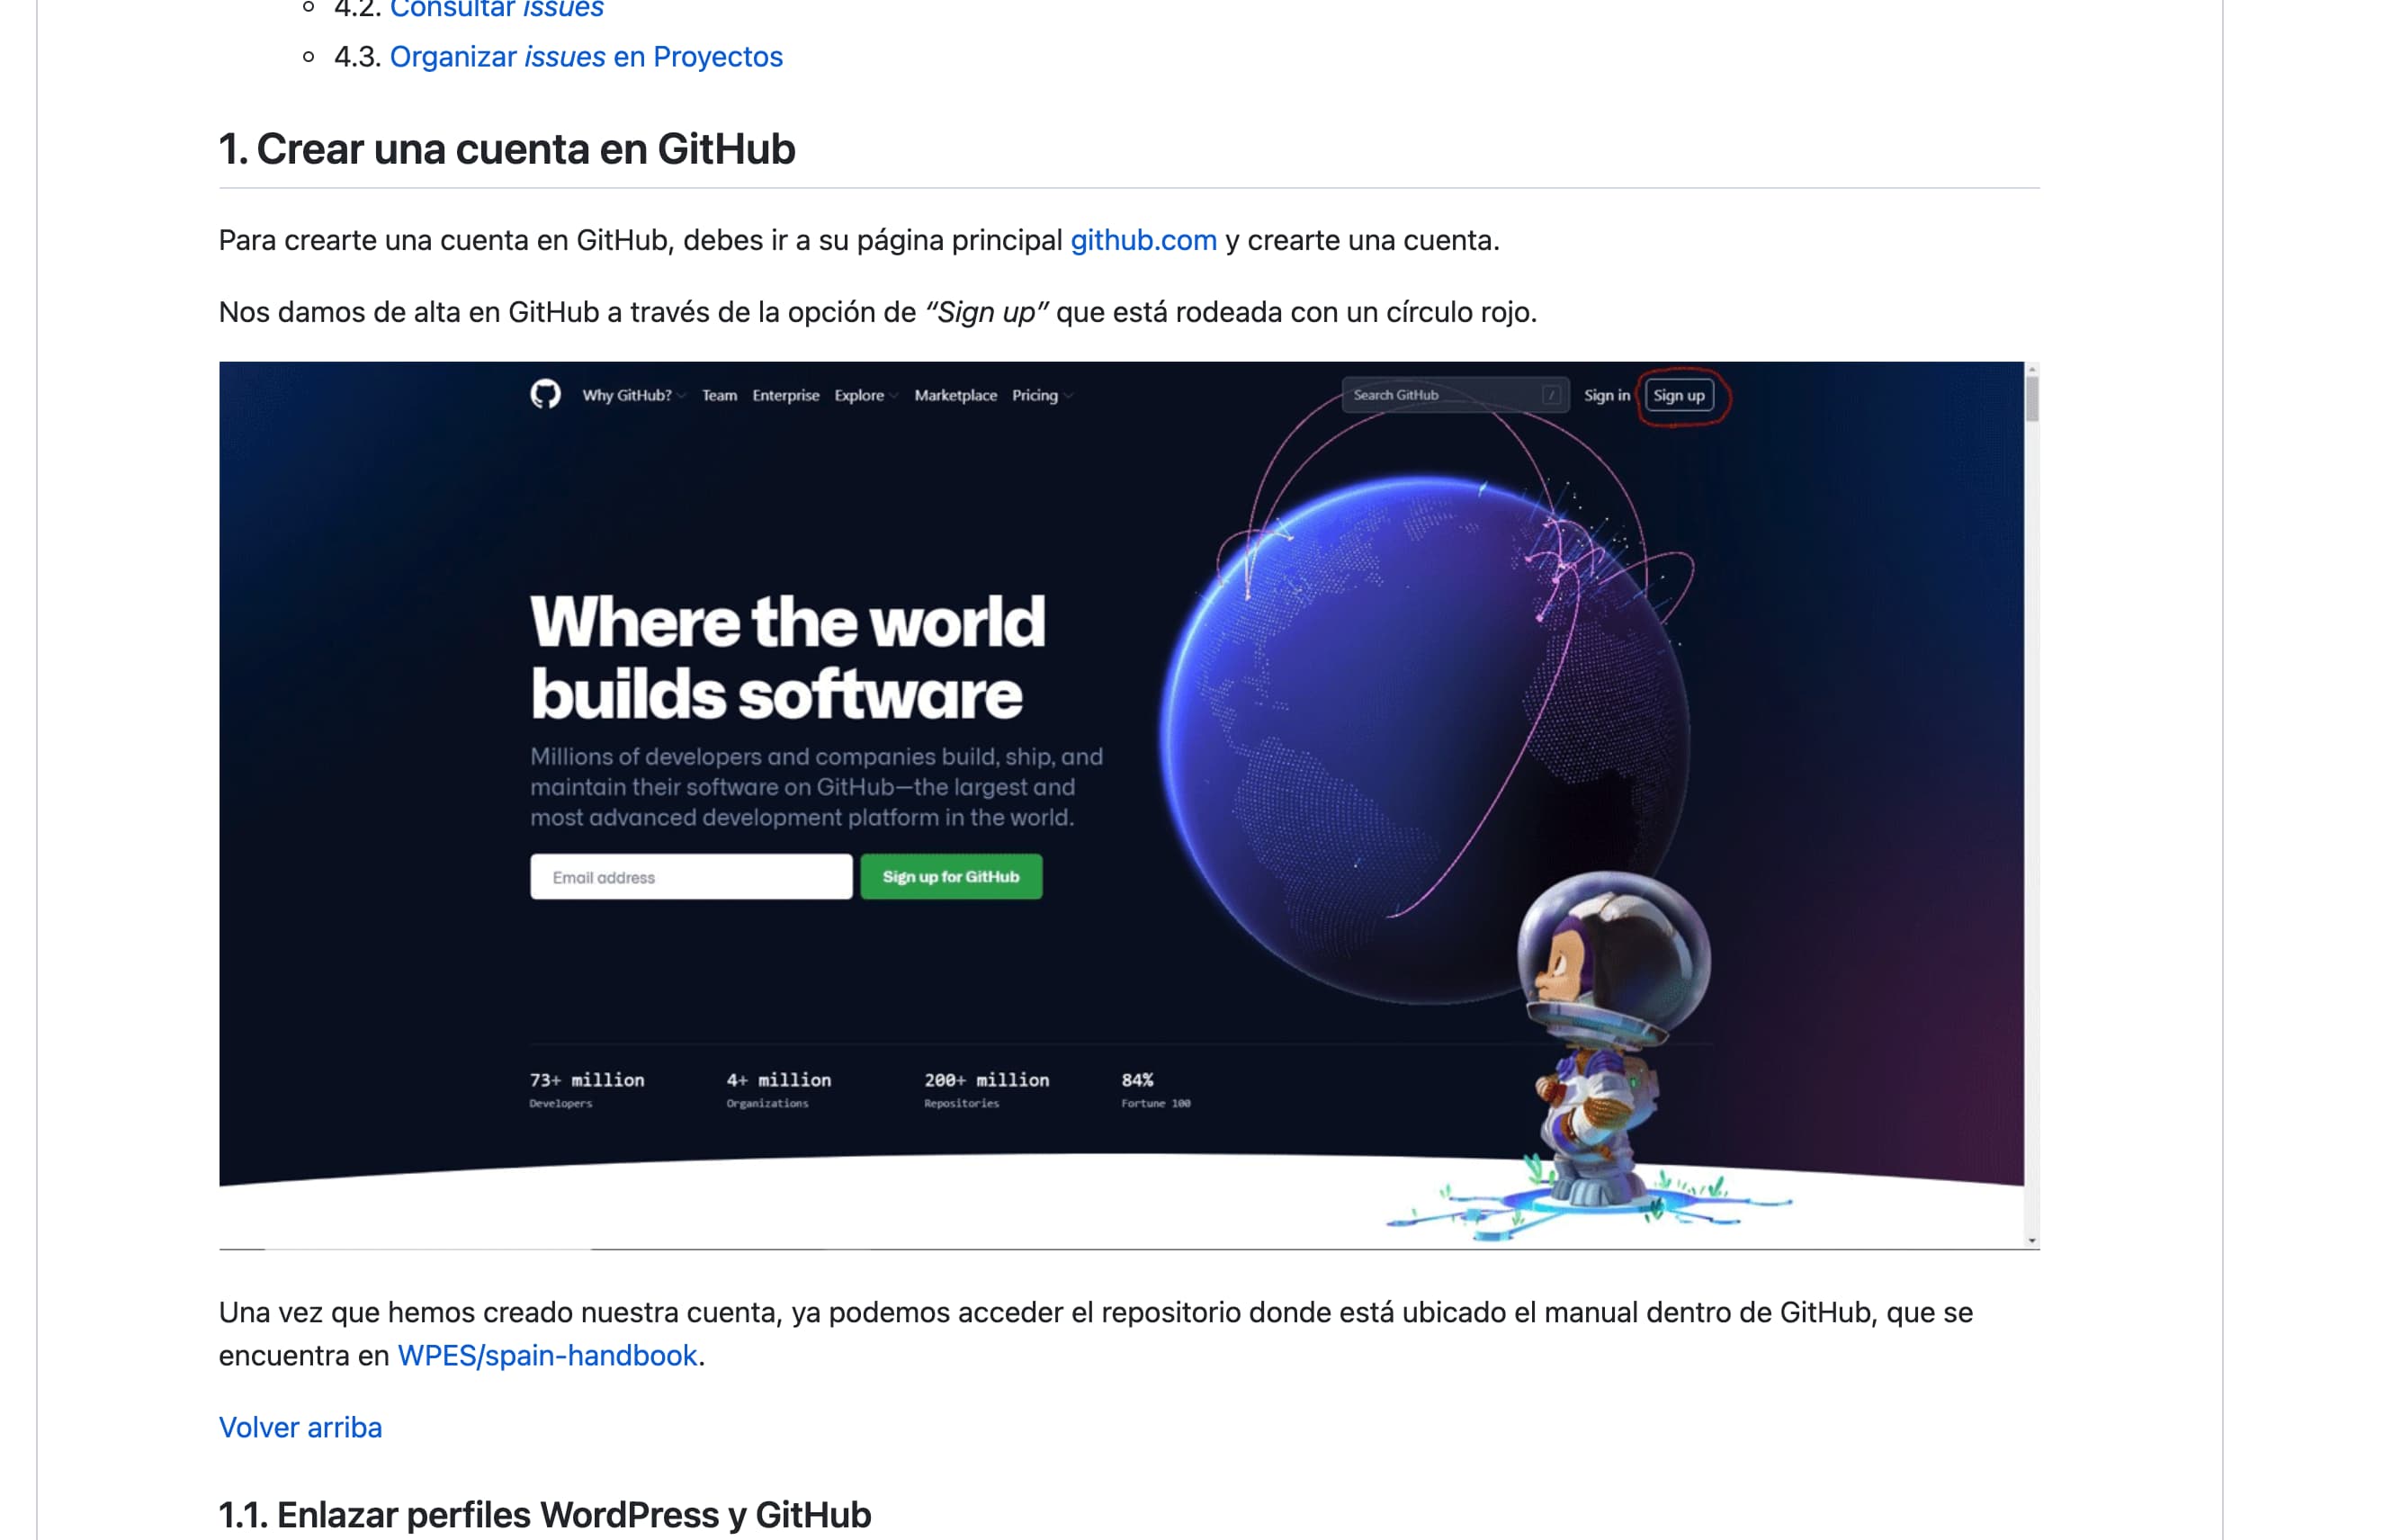 4.2. Consultar issues
4.3. Organizar issues en Proyectos
1. Crear una cuenta en GitHub
Para crearte una cuenta en GitHub, debes ir a su página principal github.com y crearte una cuenta.
Nos damos de alta en GitHub a través de la opción de “Sign up” que está rodeada con un círculo rojo.
Why GitHub? Team Enterprise Explore Marketplace Pricing Search GitHub / Sign in Sign up
Where the world
builds software
Millions of developers and companies build, ship, and
maintain their software on GitHub—the largest and
most advanced development platform in the world.
Email address Sign up for GitHub
73+ million 4+ million 200+ million 84%
Developers Organizations Repositories Fortune 100
Una vez que hemos creado nuestra cuenta, ya podemos acceder el repositorio donde está ubicado el manual dentro de GitHub, que se
encuentra en WPES/spain-handbook.
Volver arriba
1.1. Enlazar perfiles WordPress y GitHub